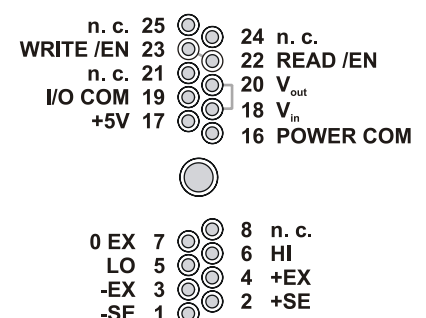 n. c. 25
24 n. c.
WRITE /EN 23
22 READ /EN
n. c. 21
20 Vout
I/O COM 19
18 Vin
+5V 17
16 POWER COM
8 n. c.
0 EX 7
6 HI
LO 5
4 +EX
-EX 3
2 +SE
-SE 1